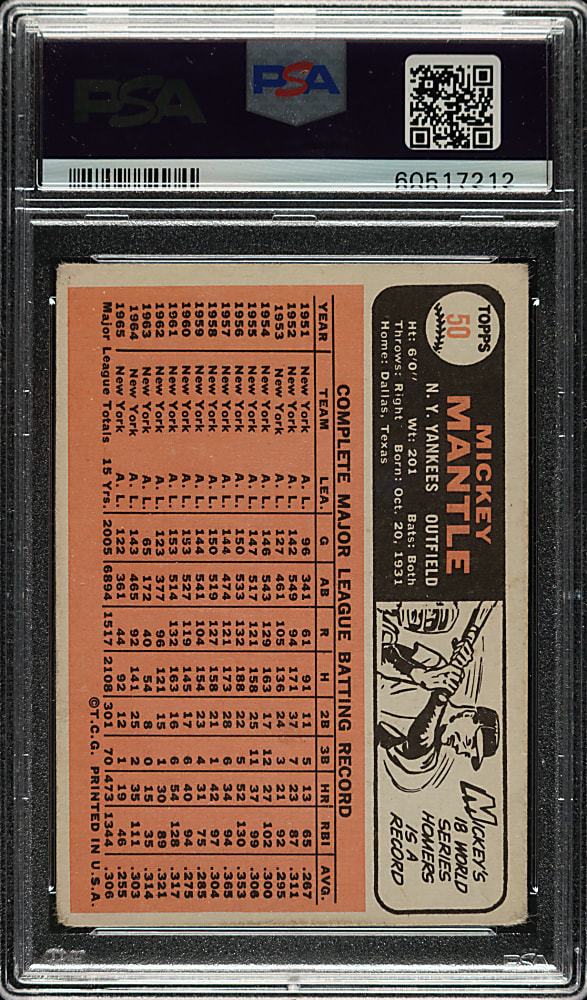 PSA
PSA
60517212
TOPPS
50
MICKEY
MANTLE
N. Y. YANKEES OUTFIELD
Ht: 6'0" Wt: 201 Bats: Both
Throws: Right Born: Oct. 20, 1931
Home: Dallas, Texas
MICKEY'S
18 WORLD
SERIES
HOMERS
IS A
RECORD
COMPLETE MAJOR LEAGUE BATTING RECORD
YEAR TEAM LEA. G AB R H 2B 3B HR RBI AVG.
1951 New York A. L. 96 341 61 91 11 5 13 65 .267
1952 New York A. L. 142 549 94 171 37 7 23 87 .311
1953 New York A. L. 127 461 105 136 24 3 21 92 .295
1954 New York A. L. 146 543 129 163 17 12 27 102 .300
1955 New York A. L. 147 517 121 158 25 11 37 99 .306
1956 New York A. L. 150 533 132 188 22 5 52 130 .353
1957 New York A. L. 144 474 121 173 28 6 34 94 .365
1958 New York A. L. 150 519 127 158 21 1 42 97 .304
1959 New York A. L. 144 541 104 154 23 4 31 75 .285
1960 New York A. L. 153 527 119 145 17 6 40 94 .275
1961 New York A. L. 153 514 132 163 16 6 54 128 .317
1962 New York A. L. 123 377 96 121 15 1 30 89 .321
1963 New York A. L. 65 172 40 54 8 0 15 35 .314
1964 New York A. L. 143 465 92 141 25 2 35 111 .303
1965 New York A. L. 122 361 44 92 12 1 19 46 .255
Major League Totals 15 Yrs. 2005 6894 1517 2108 301 70 473 1344 .306
©T.C.G. PRINTED IN U.S.A.
PSA